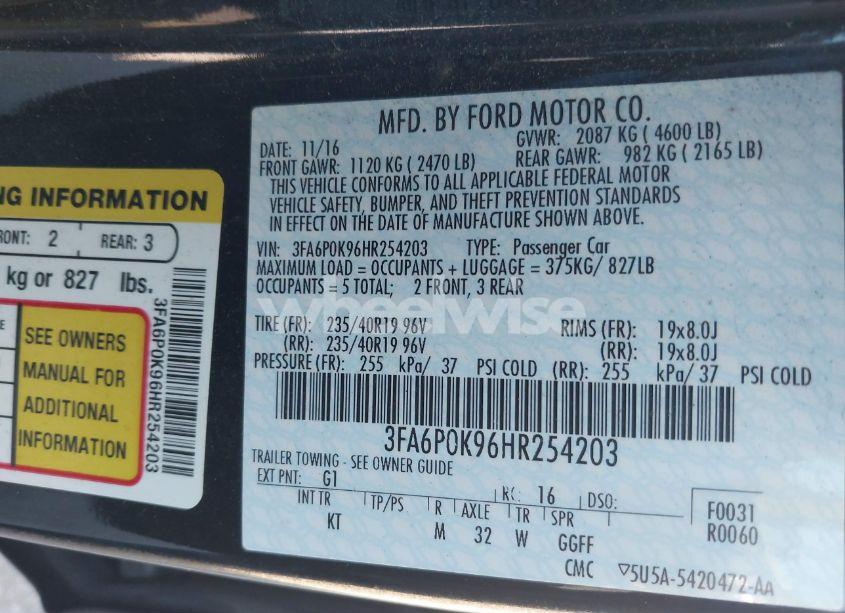 NG INFORMATION
RONT: 2 REAR: 3
kg or 827 lbs.
SEE OWNERS
MANUAL FOR
ADDITIONAL
INFORMATION
3FA6P0K96HR254203
MFD. BY FORD MOTOR CO.
DATE: 11/16 GVWR: 2087 KG ( 4600 LB)
FRONT GAWR: 1120 KG ( 2470 LB) REAR GAWR: 982 KG ( 2165 LB)
THIS VEHICLE CONFORMS TO ALL APPLICABLE FEDERAL MOTOR
VEHICLE SAFETY, BUMPER, AND THEFT PREVENTION STANDARDS
IN EFFECT ON THE DATE OF MANUFACTURE SHOWN ABOVE.
VIN: 3FA6P0K96HR254203 TYPE: Passenger Car
MAXIMUM LOAD = OCCUPANTS + LUGGAGE = 375KG/ 827LB
OCCUPANTS = 5 TOTAL; 2 FRONT, 3 REAR
wheelwise
TIRE (FR): 235/40R19 96V RIMS (FR): 19x8.0J
(RR): 235/40R19 96V (RR): 19x8.0J
PRESSURE (FR): 255 kPa/ 37 PSI COLD (RR): 255 kPa/ 37 PSI COLD
3FA6P0K96HR254203
TRAILER TOWING - SEE OWNER GUIDE
EXT PNT: G1 RC: 16 DSO: F0031
INT TR TP/PS R AXLE TR SPR R0060
KT M 32 W GGFF
CMC 5U5A-5420472-AA